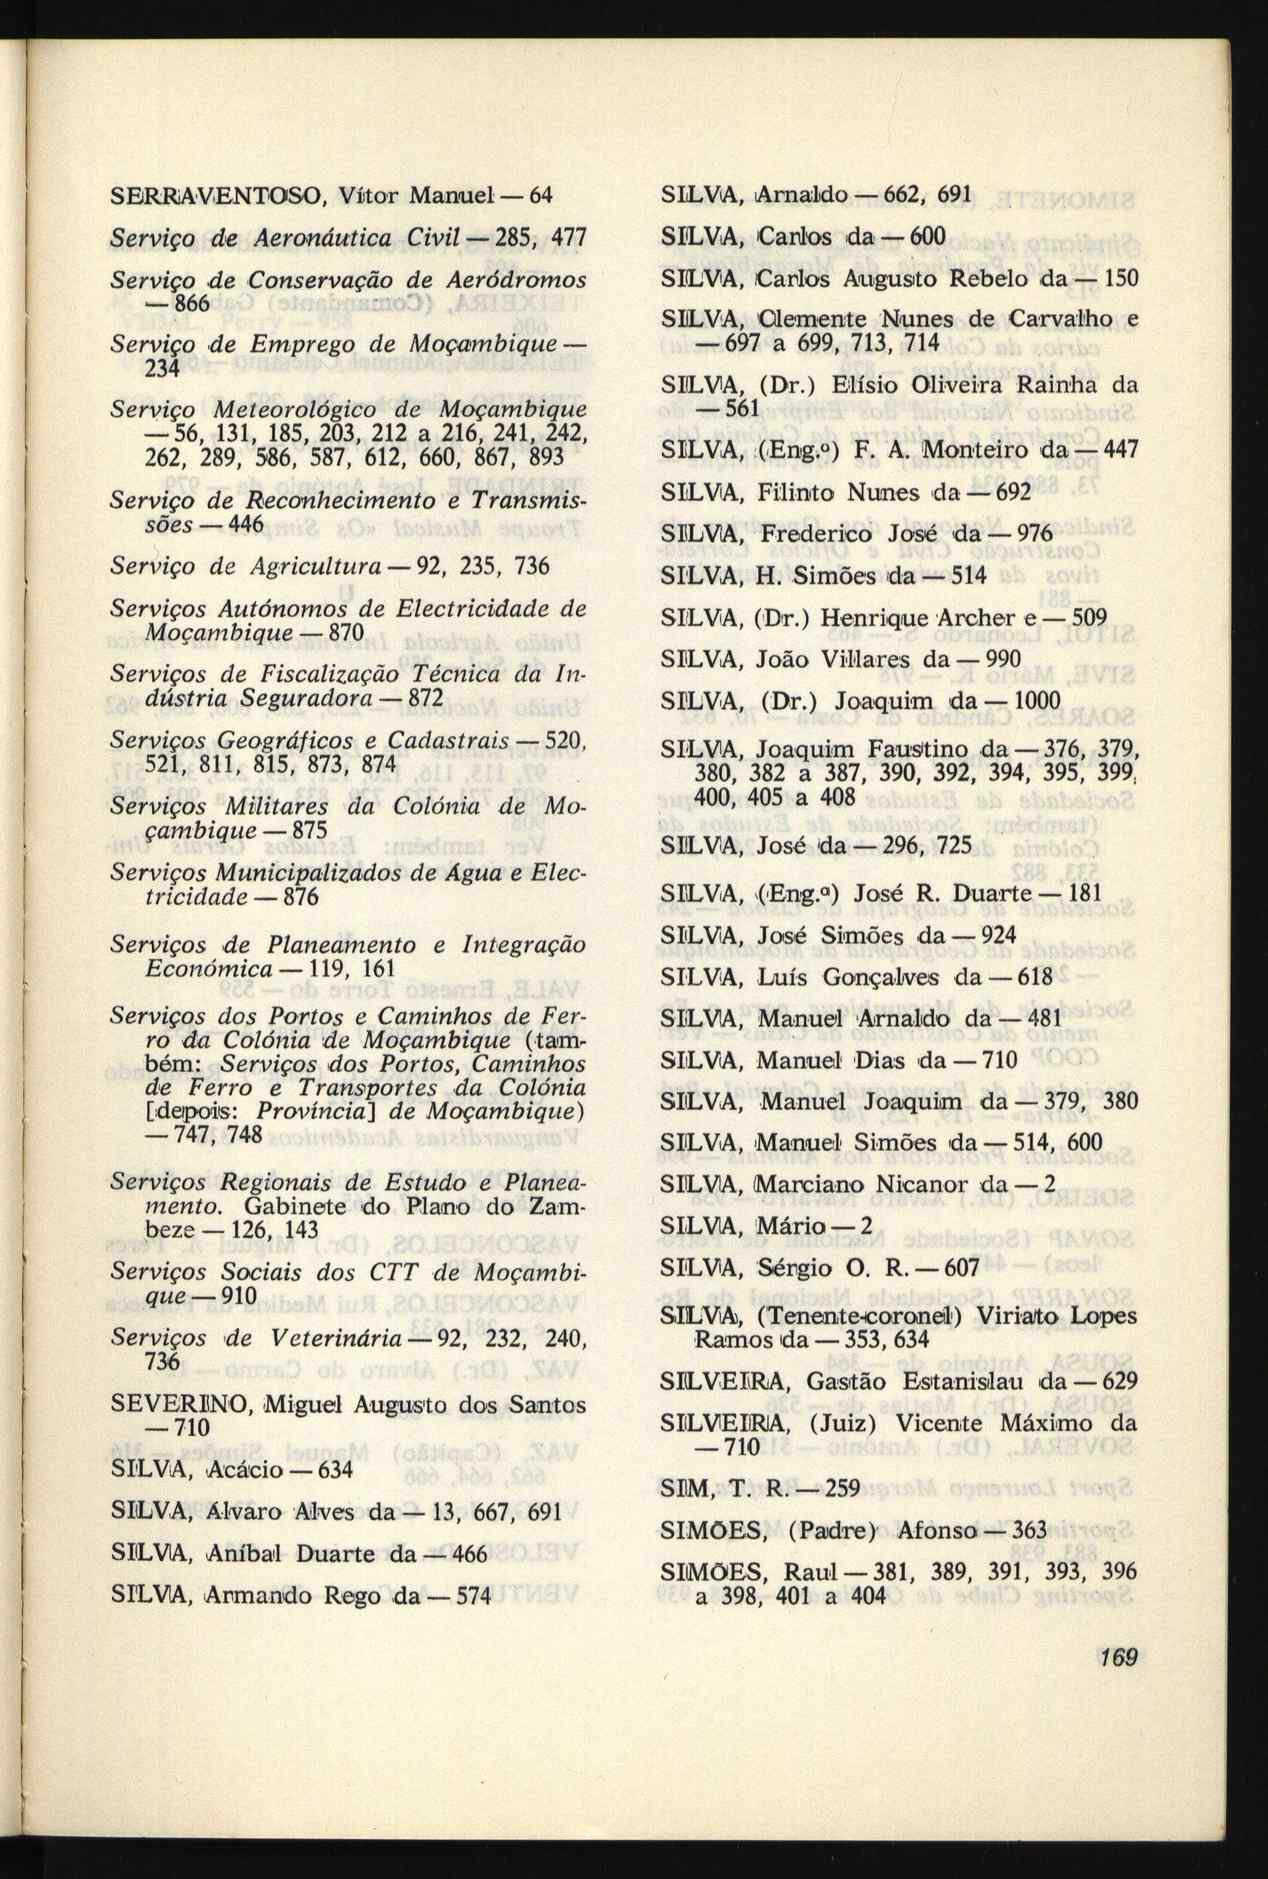 SERRAVENTOSO, Vítor Manuel — 64
Serviço de Aeronáutica Civil — 285, 477
Serviço de Conservação de Aeródromos
— 866
Serviço de Emprego de Moçambique —
234
Serviço Meteorológico de Moçambique
— 56, 131, 185, 203, 212 a 216, 241, 242,
262, 289, 586, 587, 612, 660, 867, 893
Serviço de Reconhecimento e Transmis-
sões — 446
Serviço de Agricultura — 92, 235, 736
Serviços Autónomos de Electricidade de
Moçambique — 870
Serviços de Fiscalização Técnica da In-
dústria Seguradora — 872
Serviços Geográficos e Cadastrais — 520,
521, 811, 815, 873, 874
Serviços Militares da Colónia de Mo-
çambique — 875
Serviços Municipalizados de Água e Elec-
tricidade — 876
Serviços de Planeamento e Integração
Económica — 119, 161
Serviços dos Portos e Caminhos de Fer-
ro da Colónia de Moçambique (tam-
bém: Serviços dos Portos, Caminhos
de Ferro e Transportes da Colónia
[depois: Província] de Moçambique)
— 747, 748
Serviços Regionais de Estudo e Planea-
mento. Gabinete do Plano do Zam-
beze — 126, 143
Serviços Sociais dos CTT de Moçambi-
que — 910
Serviços de Veterinária — 92, 232, 240,
736
SEVERINO, Miguel Augusto dos Santos
— 710
SILVA, Acácio — 634
SILVA, Álvaro Alves da — 13, 667, 691
SILVA, Aníbal Duarte da — 466
SILVA, Armando Rego da — 574
SILVA, Arnaldo — 662, 691
SILVA, Carlos da — 600
SILVA, Carlos Augusto Rebelo da — 150
SILVA, Clemente Nunes de Carvalho e
— 697 a 699, 713, 714
SILVA, (Dr.) Elísio Oliveira Rainha da
— 561
SILVA, (Eng.º) F. A. Monteiro da — 447
SILVA, Filinto Nunes da — 692
SILVA, Frederico José da — 976
SILVA, H. Simões da — 514
SILVA, (Dr.) Henrique Archer e — 509
SILVA, João Villares da — 990
SILVA, (Dr.) Joaquim da — 1000
SILVA, Joaquim Faustino da — 376, 379,
380, 382 a 387, 390, 392, 394, 395, 399,
400, 405 a 408
SILVA, José da — 296, 725
SILVA, (Eng.º) José R. Duarte — 181
SILVA, José Simões da — 924
SILVA, Luís Gonçalves da — 618
SILVA, Manuel Arnaldo da — 481
SILVA, Manuel Dias da — 710
SILVA, Manuel Joaquim da — 379, 380
SILVA, Manuel Simões da — 514, 600
SILVA, Marciano Nicanor da — 2
SILVA, Mário — 2
SILVA, Sérgio O. R. — 607
SILVA, (Tenente-coronel) Viriato Lopes
Ramos da — 353, 634
SILVEIRA, Gastão Estanislau da — 629
SILVEIRA, (Juiz) Vicente Máximo da
— 710
SIM, T. R. — 259
SIMÕES, (Padre) Afonso — 363
SIMÕES, Raul — 381, 389, 391, 393, 396
a 398, 401 a 404
169